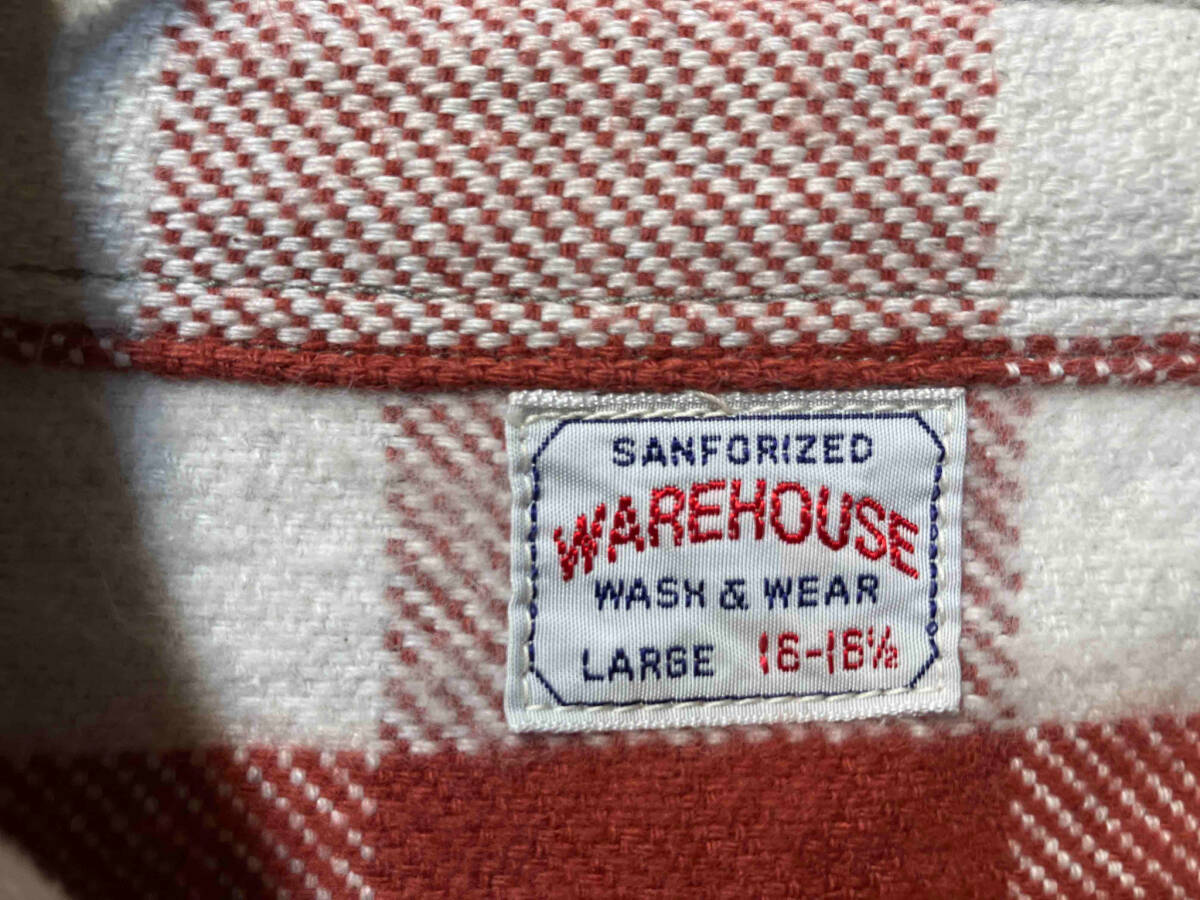 SANFORIZED
WAREHOUSE
WASH & WEAR
LARGE 16-16½